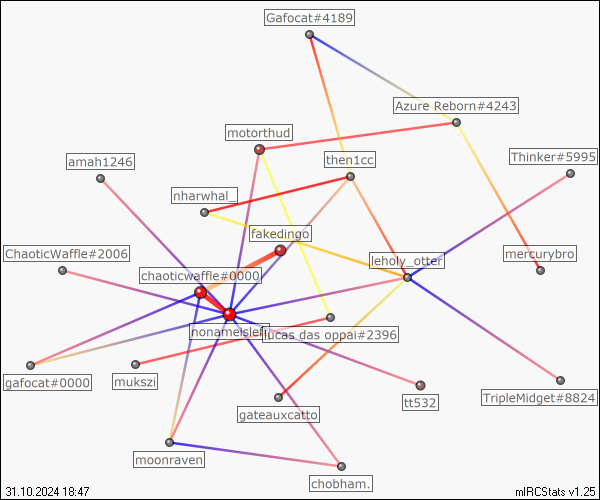 Gafocat#4189
Azure Reborn#4243
motorthud
then1cc
Thinker#5995
amah1246
nharwhal_
fakedingo
ChaoticWaffle#2006
chaoticwaffle#0000
leholy_otter
mercurybro
nonameisleft
lucas das oppai#2396
gafocat#0000
mukszi
gateauxcatto
tt532
TripleMidget#8824
moonraven
chobham.
31.10.2024 18:47
mIRCStats v1.25